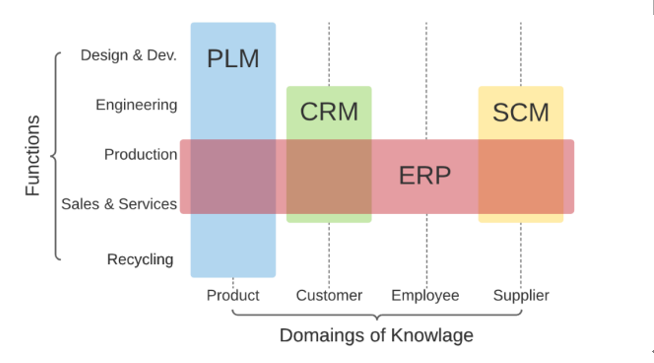 Design & Dev.
PLM
Engineering
CRM
SCM
Production
ERP
Functions
Sales & Services
Recycling
Product
Customer
Employee
Supplier
Domaings of Knowlage